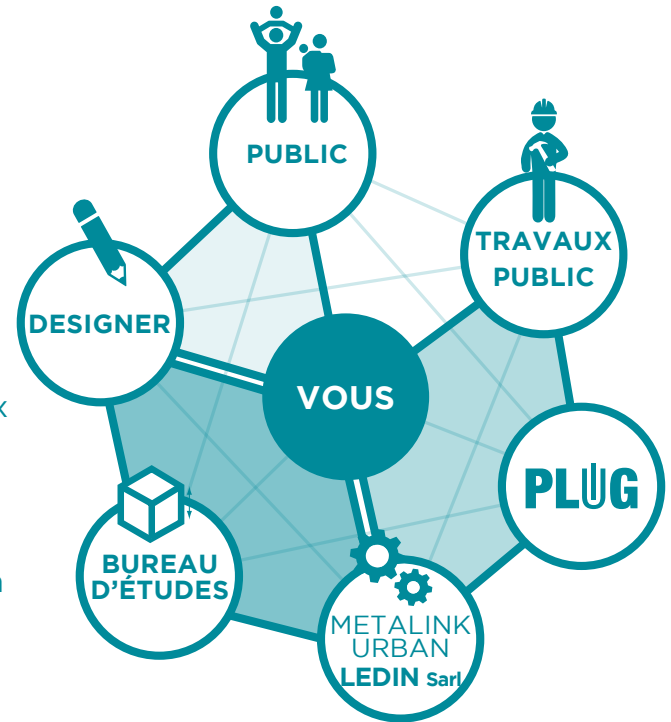 PUBLIC
TRAVAUX
PUBLIC
DESIGNER
VOUS
x
PLUG
BUREAU
D'ÉTUDES
METALINK
URBAN
LEDIN Sarl